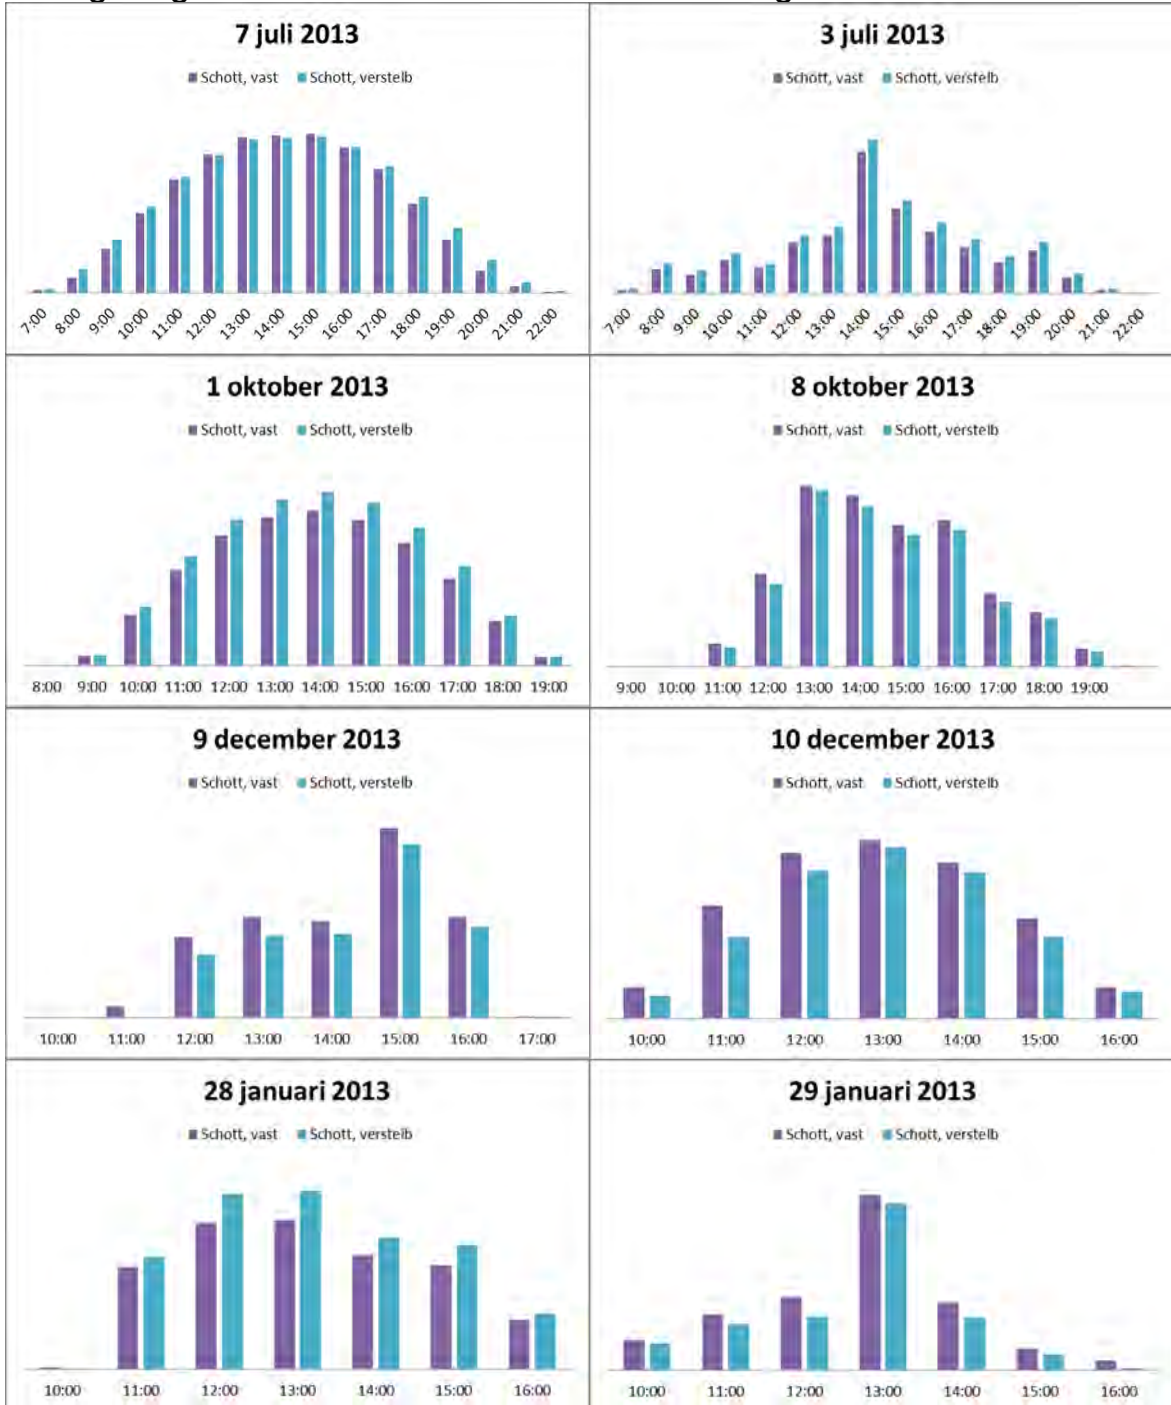 7 juli 2013
Schott, vast Schott, verstelb
7:00 8:00 9:00 10:00 11:00 12:00 13:00 14:00 15:00 16:00 17:00 18:00 19:00 20:00 21:00 22:00
3 juli 2013
Schott, vast Schott, verstelb
7:00 8:00 9:00 10:00 11:00 12:00 13:00 14:00 15:00 16:00 17:00 18:00 19:00 20:00 21:00 22:00
1 oktober 2013
Schott, vast Schott, verstelb
8:00 9:00 10:00 11:00 12:00 13:00 14:00 15:00 16:00 17:00 18:00 19:00
8 oktober 2013
Schott, vast Schott, verstelb
9:00 10:00 11:00 12:00 13:00 14:00 15:00 16:00 17:00 18:00 19:00
9 december 2013
Schott, vast Schott, verstelb
10:00 11:00 12:00 13:00 14:00 15:00 16:00 17:00
10 december 2013
Schott, vast Schott, verstelb
10:00 11:00 12:00 13:00 14:00 15:00 16:00
28 januari 2013
Schott, vast Schott, verstelb
10:00 11:00 12:00 13:00 14:00 15:00 16:00
29 januari 2013
Schott, vast Schott, verstelb
10:00 11:00 12:00 13:00 14:00 15:00 16:00